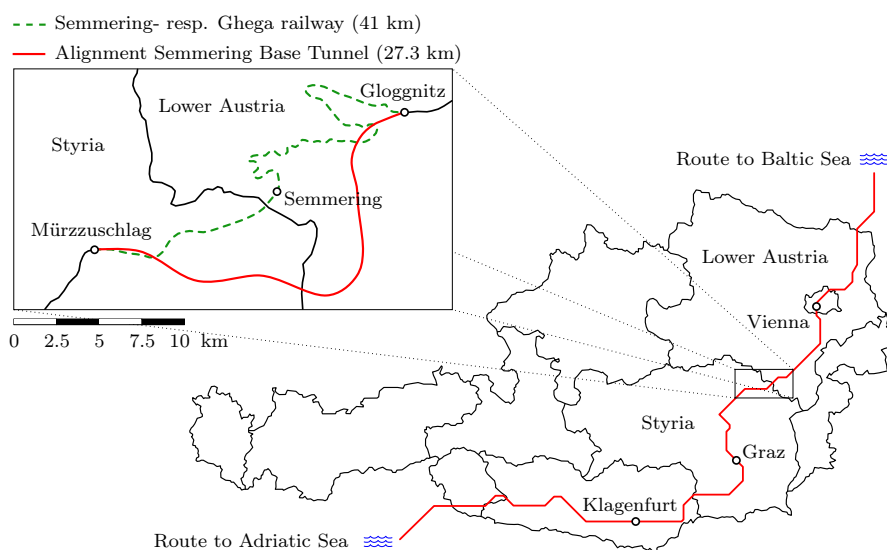 Semmering- resp. Ghega railway (41 km)
Alignment Semmering Base Tunnel (27.3 km)
Gloggnitz
Lower Austria
Styria
Semmering
Mürzzuschlag
0 2.5 5 7.5 10 km
Route to Baltic Sea
Lower Austria
Vienna
Styria
Graz
Klagenfurt
Route to Adriatic Sea